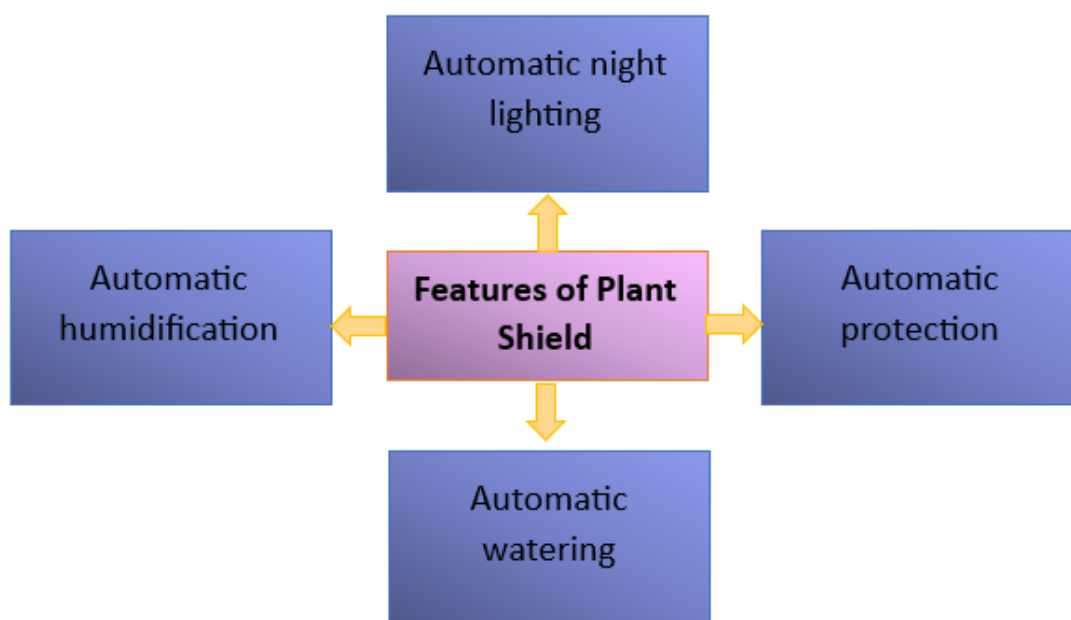 Automatic night
lighting
Automatic
humidification
Features of Plant
Shield
Automatic
protection
Automatic
watering